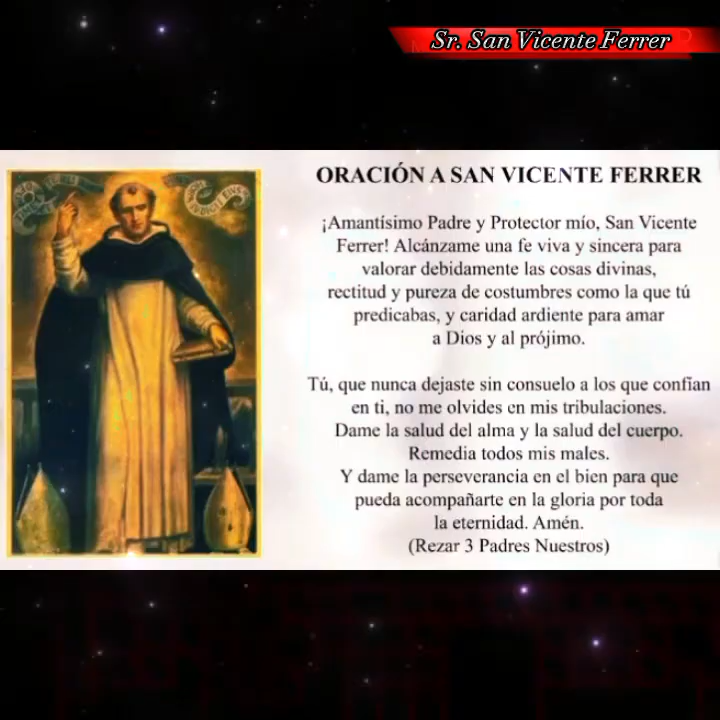 Sr. San Vicente Ferrer
ORACIÓN A SAN VICENTE FERRER
¡Amantísimo Padre y Protector mío, San Vicente
Ferrer! Alcánzame una fe viva y sincera para
valorar debidamente las cosas divinas,
rectitud y pureza de costumbres como la que tú
predicabas, y caridad ardiente para amar
a Dios y al prójimo.
Tú, que nunca dejaste sin consuelo a los que confían
en ti, no me olvides en mis tribulaciones.
Dame la salud del alma y la salud del cuerpo.
Remedia todos mis males.
Y dame la perseverancia en el bien para que
pueda acompañarte en la gloria por toda
la eternidad. Amén.
(Rezar 3 Padres Nuestros)